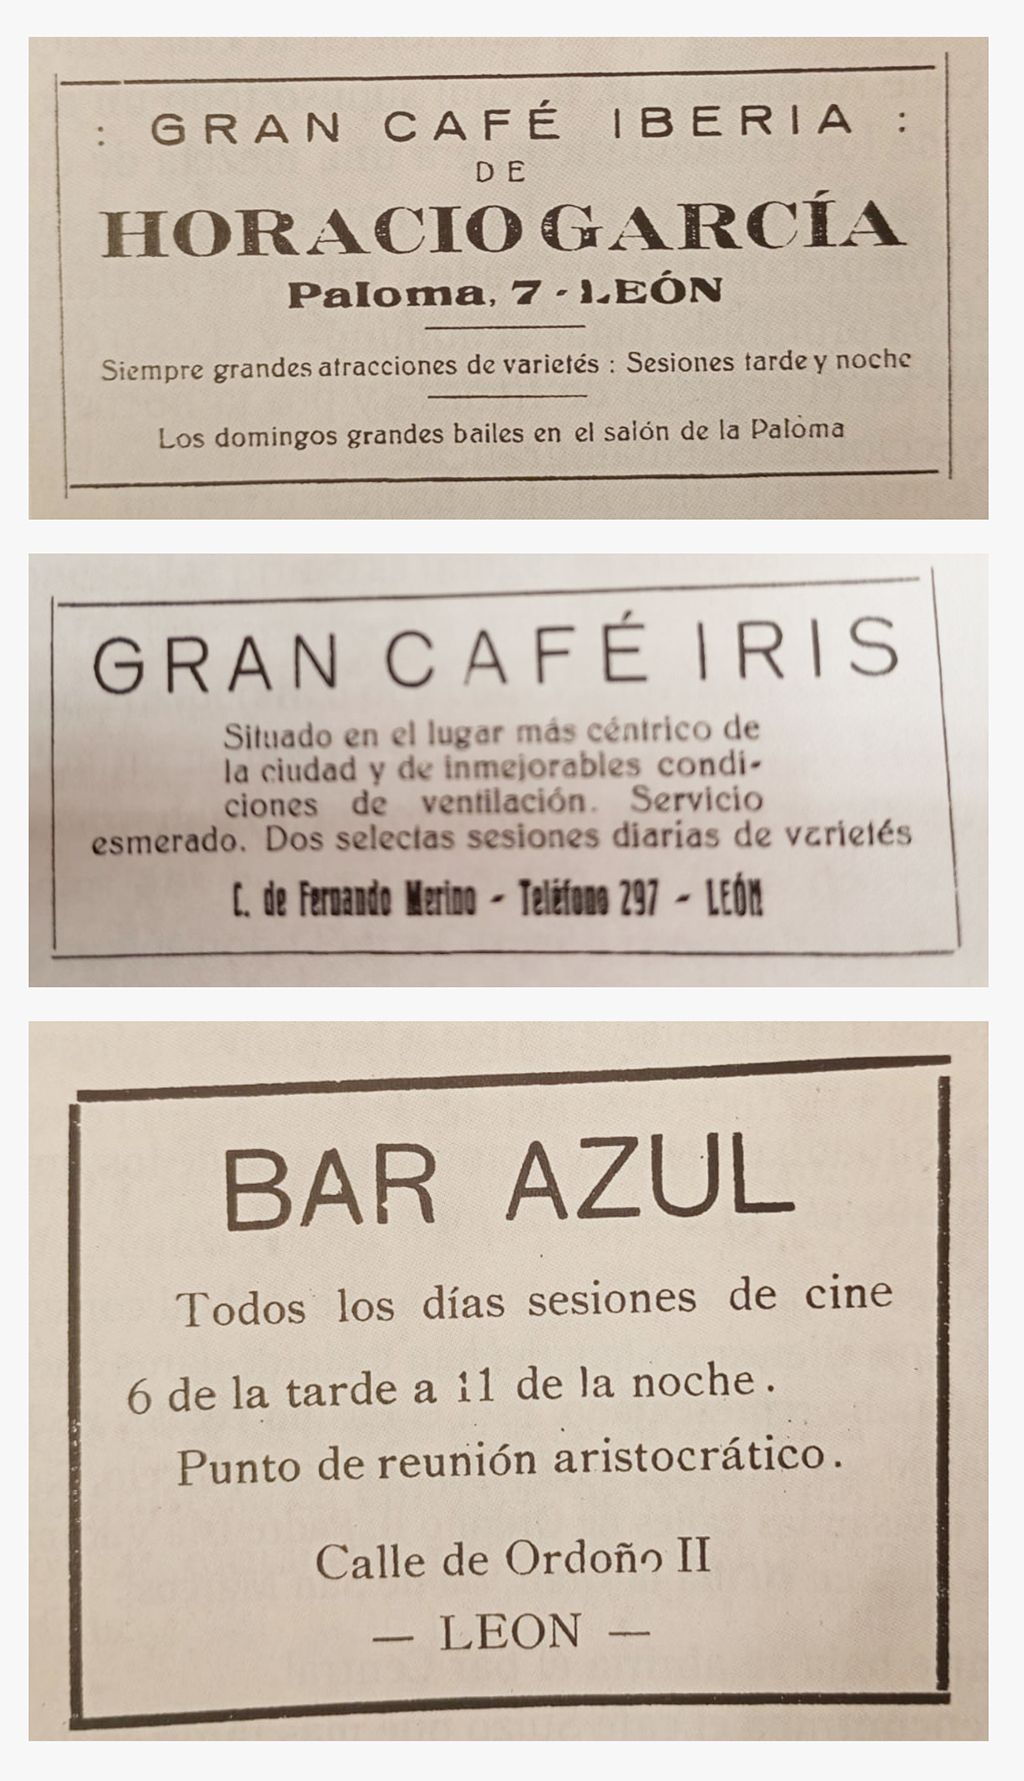 : GRAN CAFÉ IBERIA :
DE
HORACIO GARCÍA
Paloma, 7 - LEÓN
Siempre grandes atracciones de varietés : Sesiones tarde y noche
Los domingos grandes bailes en el salón de la Paloma
GRAN CAFÉ IRIS
Situado en el lugar más céntrico de
la ciudad y de inmejorables condi-
ciones de ventilación. Servicio
esmerado. Dos selectas sesiones diarias de varietés
C. de Fernando Merino - Teléfono 297 - LEÓN
BAR AZUL
Todos los días sesiones de cine
6 de la tarde a 11 de la noche.
Punto de reunión aristocrático.
Calle de Ordoño II
— LEON —